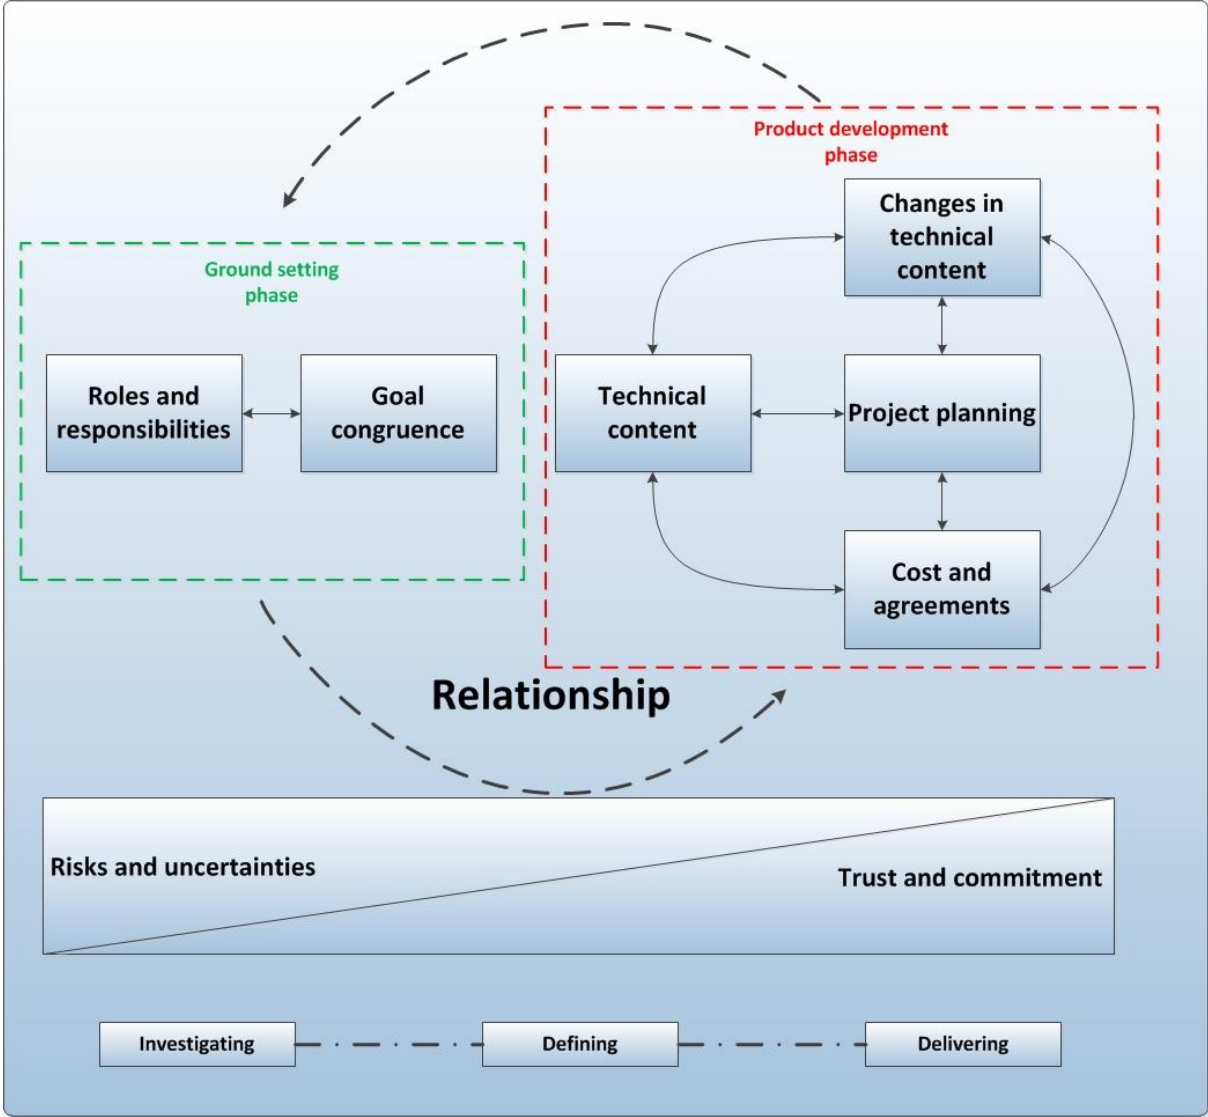 Product development
phase
Changes in
technical
content
Ground setting
phase
Roles and
responsibilities
Goal
congruence
Technical
content
Project planning
Cost and
agreements
Relationship
Risks and uncertainties
Trust and commitment
Investigating
Defining
Delivering